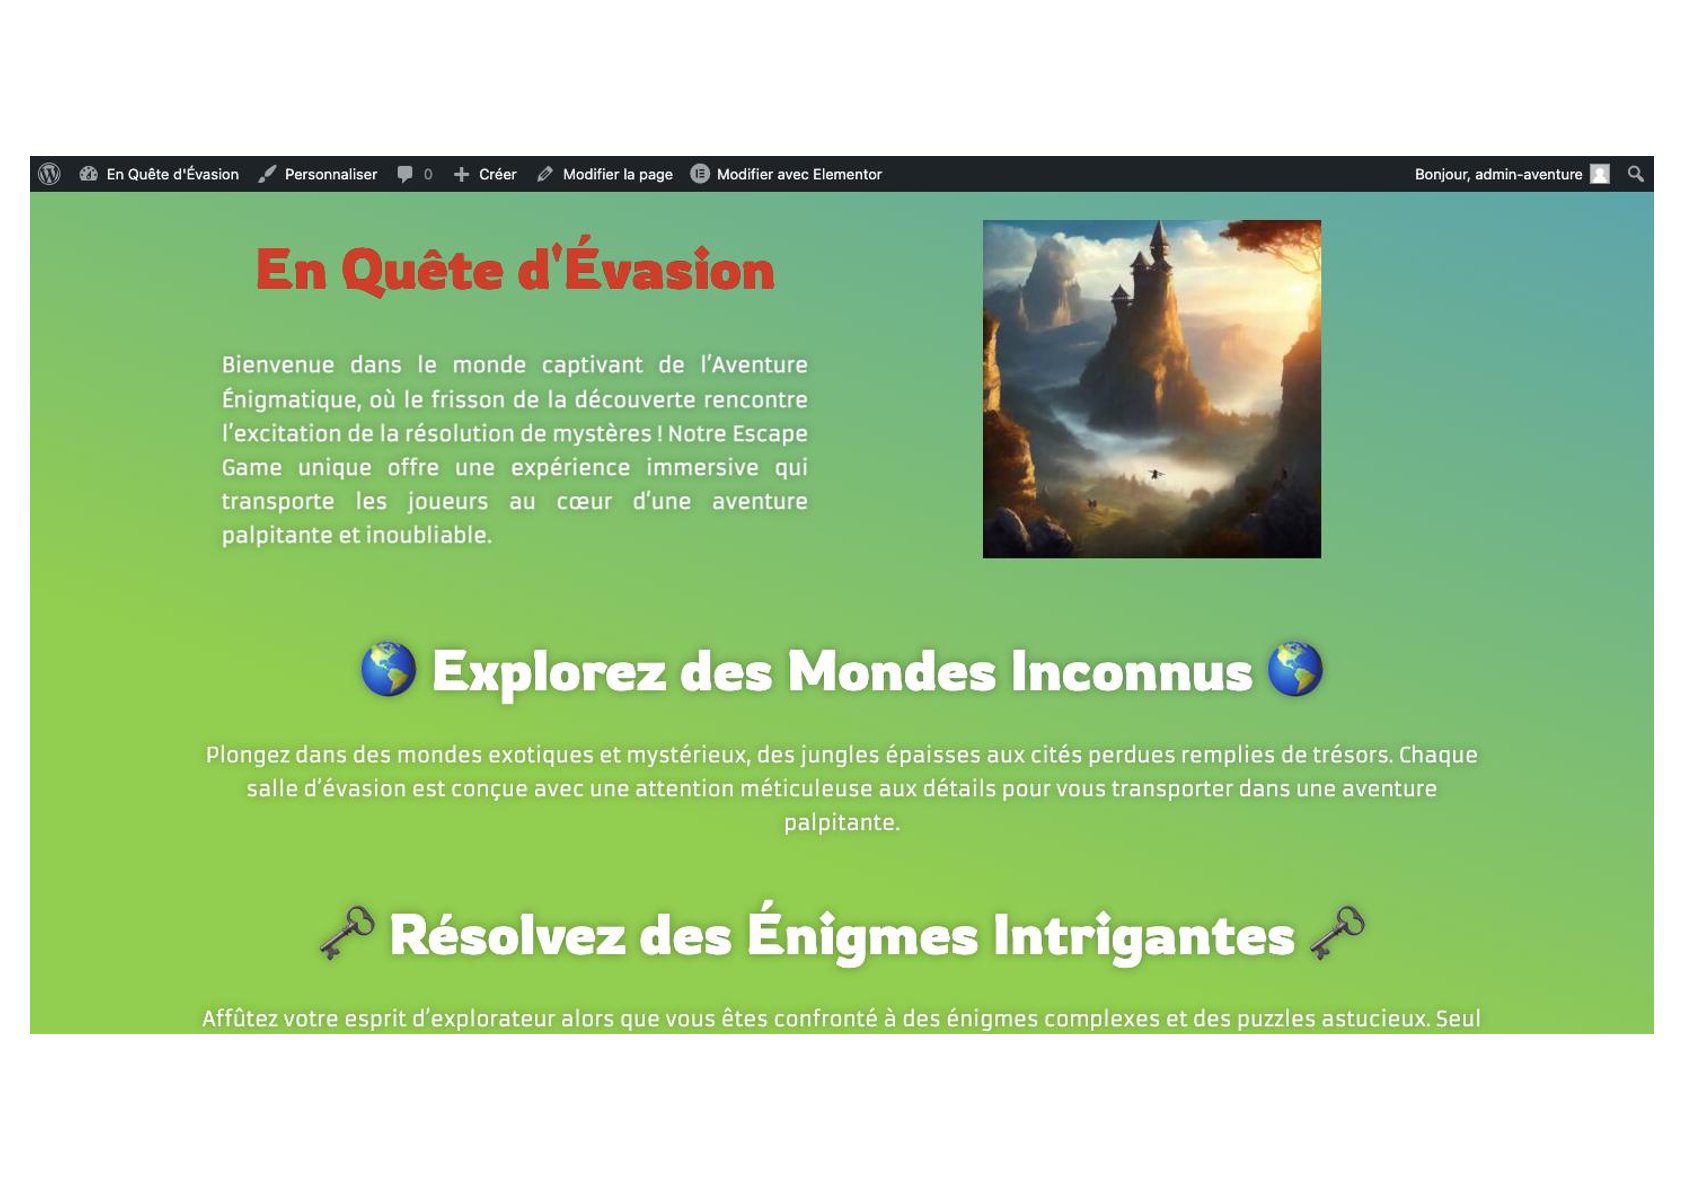 En Quête d'Évasion Personnaliser 0 Créer Modifier la page Modifier avec Elementor Bonjour, admin-aventure
En Quête d'Évasion
Bienvenue dans le monde captivant de l’Aventure
Énigmatique, où le frisson de la découverte rencontre
l’excitation de la résolution de mystères ! Notre Escape
Game unique offre une expérience immersive qui
transporte les joueurs au cœur d’une aventure
palpitante et inoubliable.
🌎 Explorez des Mondes Inconnus 🌎
Plongez dans des mondes exotiques et mystérieux, des jungles épaisses aux cités perdues remplies de trésors. Chaque
salle d’évasion est conçue avec une attention méticuleuse aux détails pour vous transporter dans une aventure
palpitante.
🗝️ Résolvez des Énigmes Intrigantes 🗝️
Affûtez votre esprit d’explorateur alors que vous êtes confronté à des énigmes complexes et des puzzles astucieux. Seul